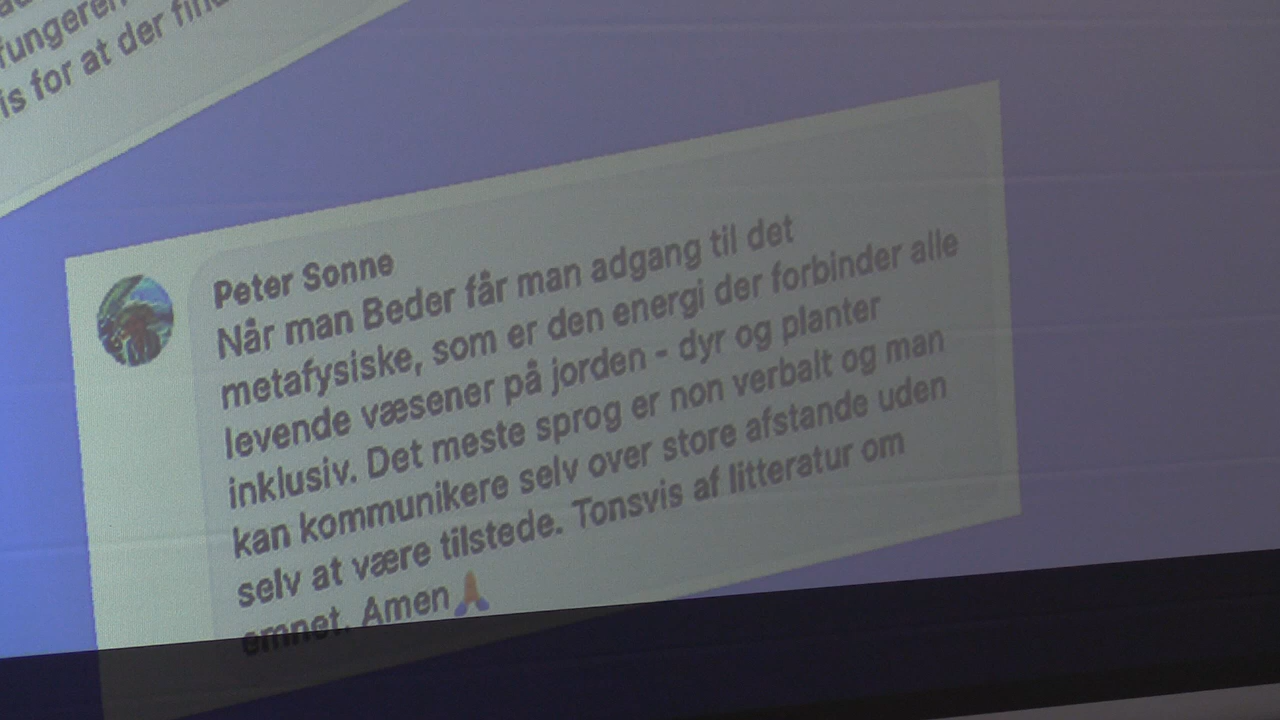 fungeren
is for at der find
Peter Sonne
Når man Beder får man adgang til det
metafysiske, som er den energi der forbinder alle
levende væsener på jorden - dyr og planter
inklusiv. Det meste sprog er non verbalt og man
kan kommunikere selv over store afstande uden
selv at være tilstede. Tonsvis af litteratur om
emnet. Amen🙏